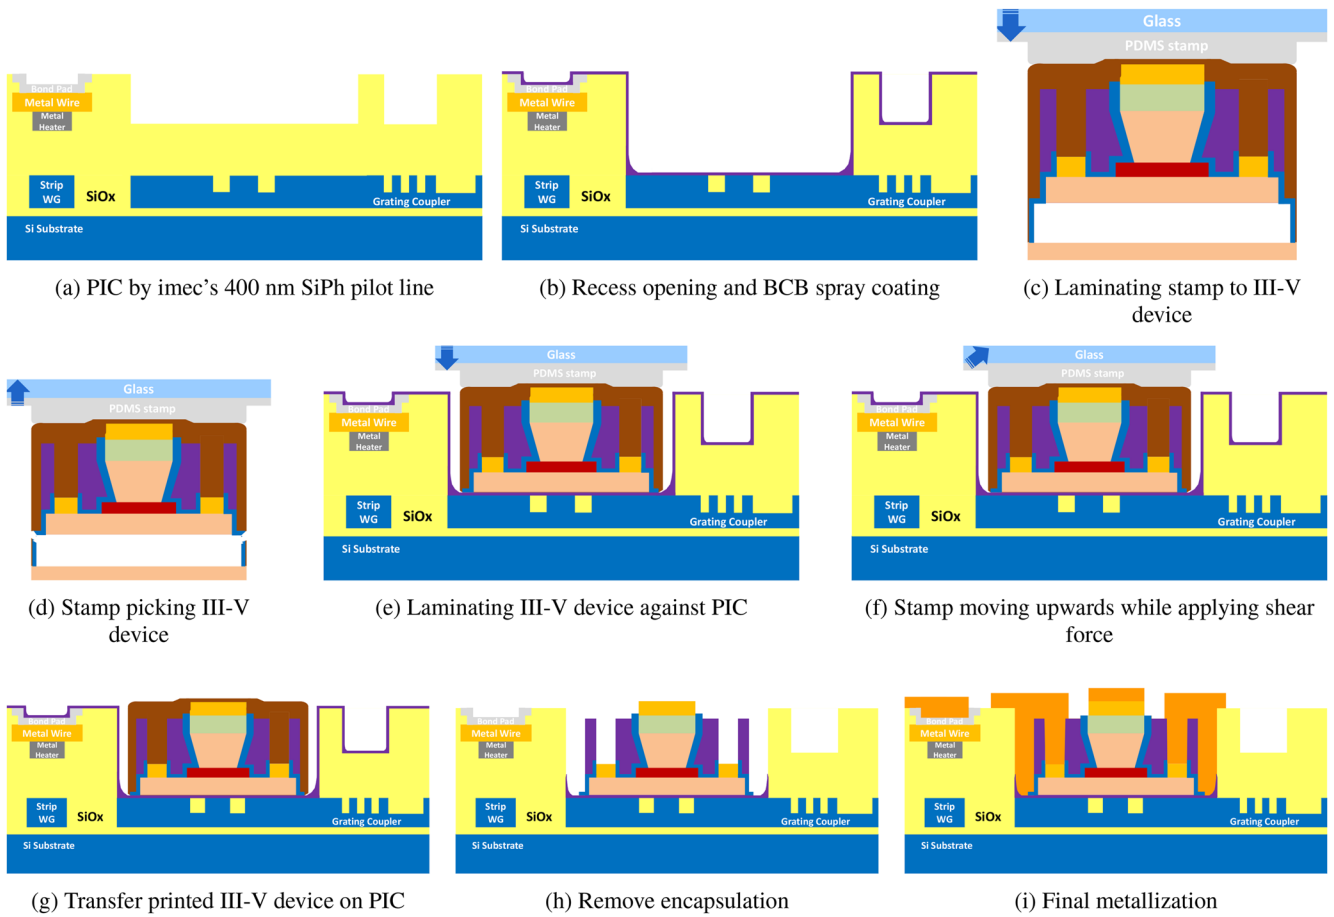 Bond Pad
Metal Wire
Metal
Heater
Strip
WG
SiOx
Grating Coupler
Si Substrate
(a) PIC by imec's 400 nm SiPh pilot line
Bond Pad
Metal Wire
Metal
Heater
Strip
WG
SiOx
Grating Coupler
Si Substrate
(b) Recess opening and BCB spray coating
Glass
PDMS stamp
(c) Laminating stamp to III-V
device
Glass
PDMS stamp
(d) Stamp picking III-V
device
Glass
PDMS stamp
Bond Pad
Metal Wire
Metal
Heater
Strip
WG
SiOx
Grating Coupler
Si Substrate
(e) Laminating III-V device against PIC
Glass
PDMS stamp
Bond Pad
Metal Wire
Metal
Heater
Strip
WG
SiOx
Grating Coupler
Si Substrate
(f) Stamp moving upwards while applying shear
force
Bond Pad
Metal Wire
Metal
Heater
Strip
WG
SiOx
Grating Coupler
Si Substrate
(g) Transfer printed III-V device on PIC
Bond Pad
Metal Wire
Metal
Heater
Strip
WG
SiOx
Grating Coupler
Si Substrate
(h) Remove encapsulation
Bond Pad
Metal Wire
Metal
Heater
Strip
WG
SiOx
Grating Coupler
Si Substrate
(i) Final metallization